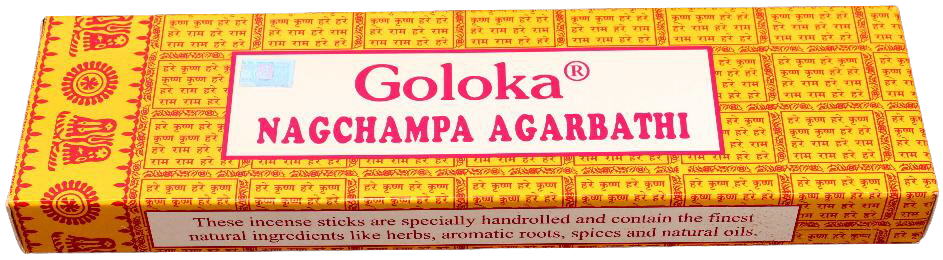 Goloka®
NAGCHAMPA AGARBATHI
हरे कृष्ण हरे कृष्ण
कृष्ण कृष्ण हरे हरे
हरे राम हरे राम
राम राम हरे हरे
These incense sticks are specially handrolled and contain the finest
natural ingredients like herbs, aromatic roots, spices and natural oils.